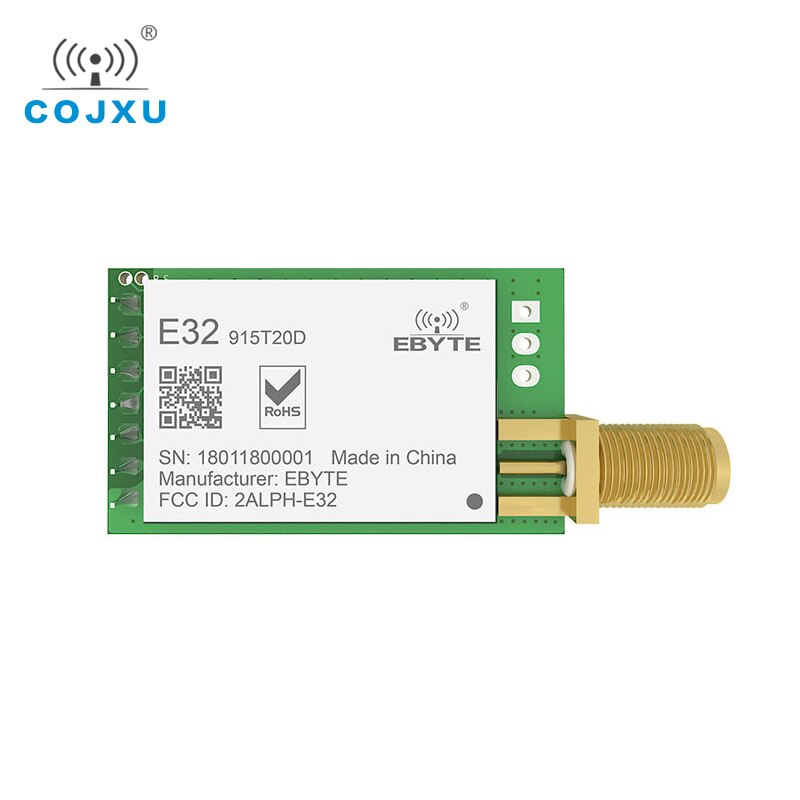 ®
COJXU
E32 915T20D
®
EBYTE
RoHS
SN: 18011800001 Made in China
Manufacturer: EBYTE
FCC ID: 2ALPH-E32